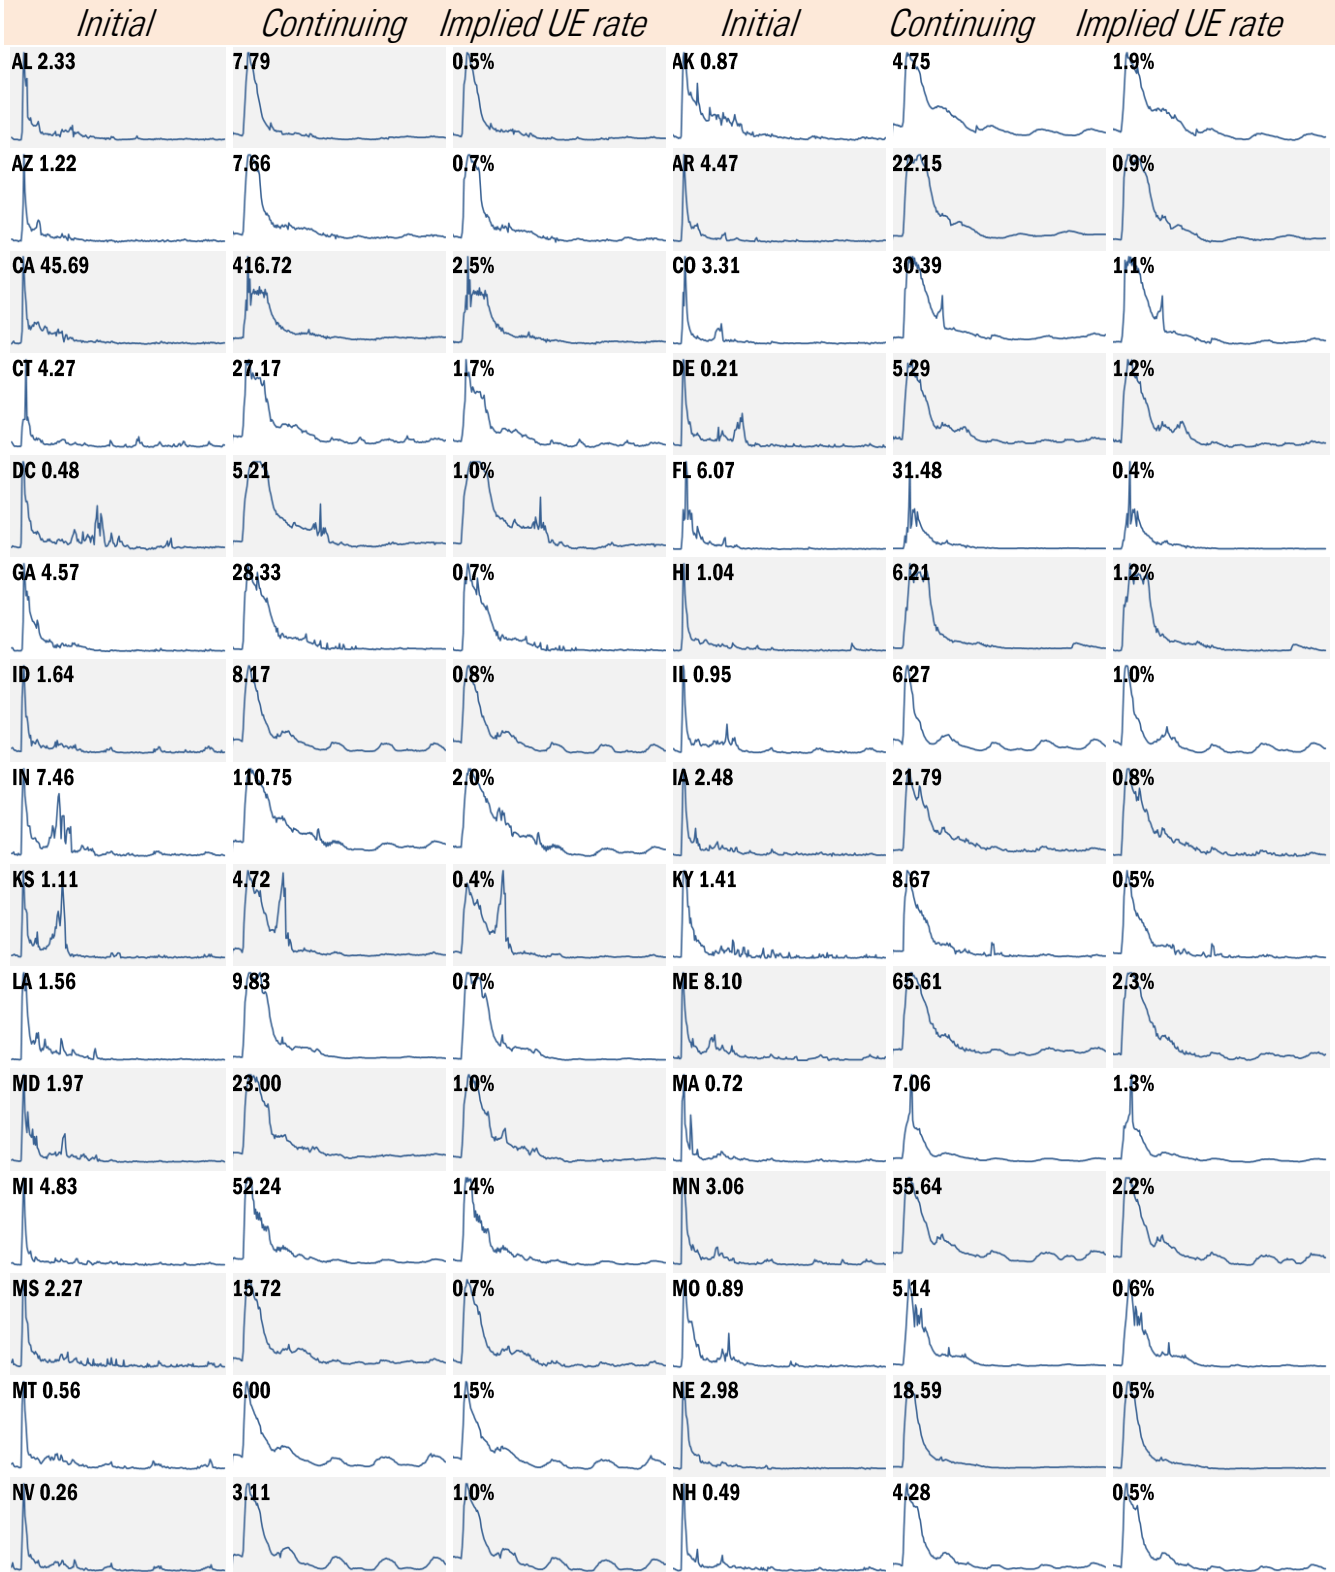 Initial Continuing Implied UE rate Initial Continuing Implied UE rate
AL 2.33 7.79 0.5% AK 0.87 4.75 1.9%
AZ 1.22 7.66 0.7% AR 4.47 22.15 0.9%
CA 45.69 416.72 2.5% CO 3.31 30.39 1.1%
CT 4.27 27.17 1.7% DE 0.21 5.29 1.2%
DC 0.48 5.21 1.0% FL 6.07 31.48 0.4%
GA 4.57 28.33 0.7% HI 1.04 6.21 1.2%
ID 1.64 8.17 0.8% IL 0.95 6.27 1.0%
IN 7.46 110.75 2.0% IA 2.48 21.79 0.8%
KS 1.11 4.72 0.4% KY 1.41 8.67 0.5%
LA 1.56 9.83 0.7% ME 8.10 65.61 2.3%
MD 1.97 23.00 1.0% MA 0.72 7.06 1.3%
MI 4.83 52.24 1.4% MN 3.06 55.64 2.2%
MS 2.27 15.72 0.7% MO 0.89 5.14 0.6%
MT 0.56 6.00 1.5% NE 2.98 18.59 0.5%
NV 0.26 3.11 1.0% NH 0.49 4.28 0.5%